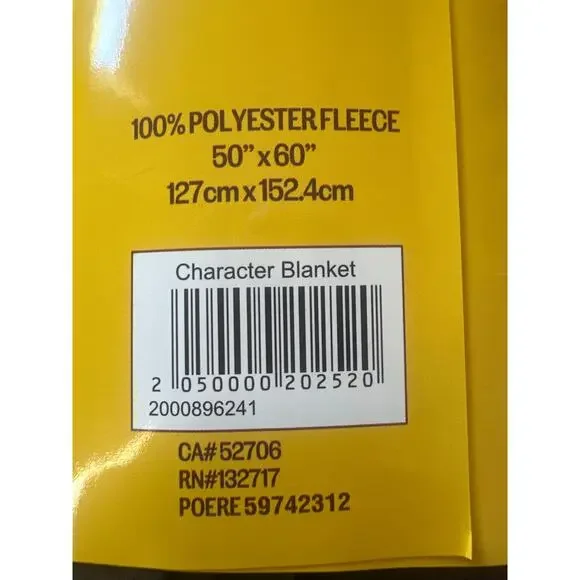 100% POLYESTER FLEECE
50” x 60”
127cm x 152.4cm
Character Blanket
2 050000 202520
2000896241
CA# 52706
RN#132717
POERE 59742312